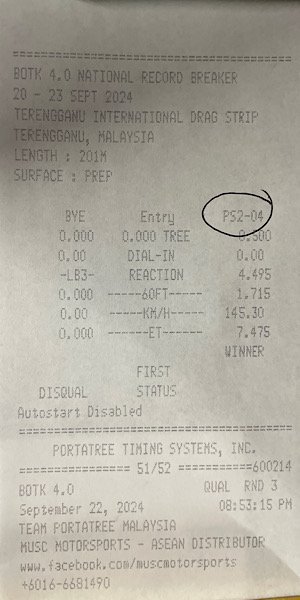 ================================
BOTK 4.0 NATIONAL RECORD BREAKER
20 - 23 SEPT 2024
TERENGGANU INTERNATIONAL DRAG STRIP
TERENGGANU, MALAYSIA
LENGTH : 201M
SURFACE : PREP
BYE Entry PS2-04
0.000 0.000 TREE 0.500
0.00 DIAL-IN 0.00
-LB3- REACTION 4.495
0.000 -----60FT---- 1.715
0.00 -----KM/H----- 145.30
0.000 ------ET----- 7.475
WINNER
FIRST
DISQUAL STATUS
Autostart Disabled
================================
PORTATREE TIMING SYSTEMS, INC.
================ 51/52 ===========600214
BOTK 4.0 QUAL RND 3
September 22, 2024 08:53:15 PM
TEAM PORTATREE MALAYSIA
MUSC MOTORSPORTS - ASEAN DISTRIBUTOR
www.facebook.com/muscmotorsports
+6016-6681490